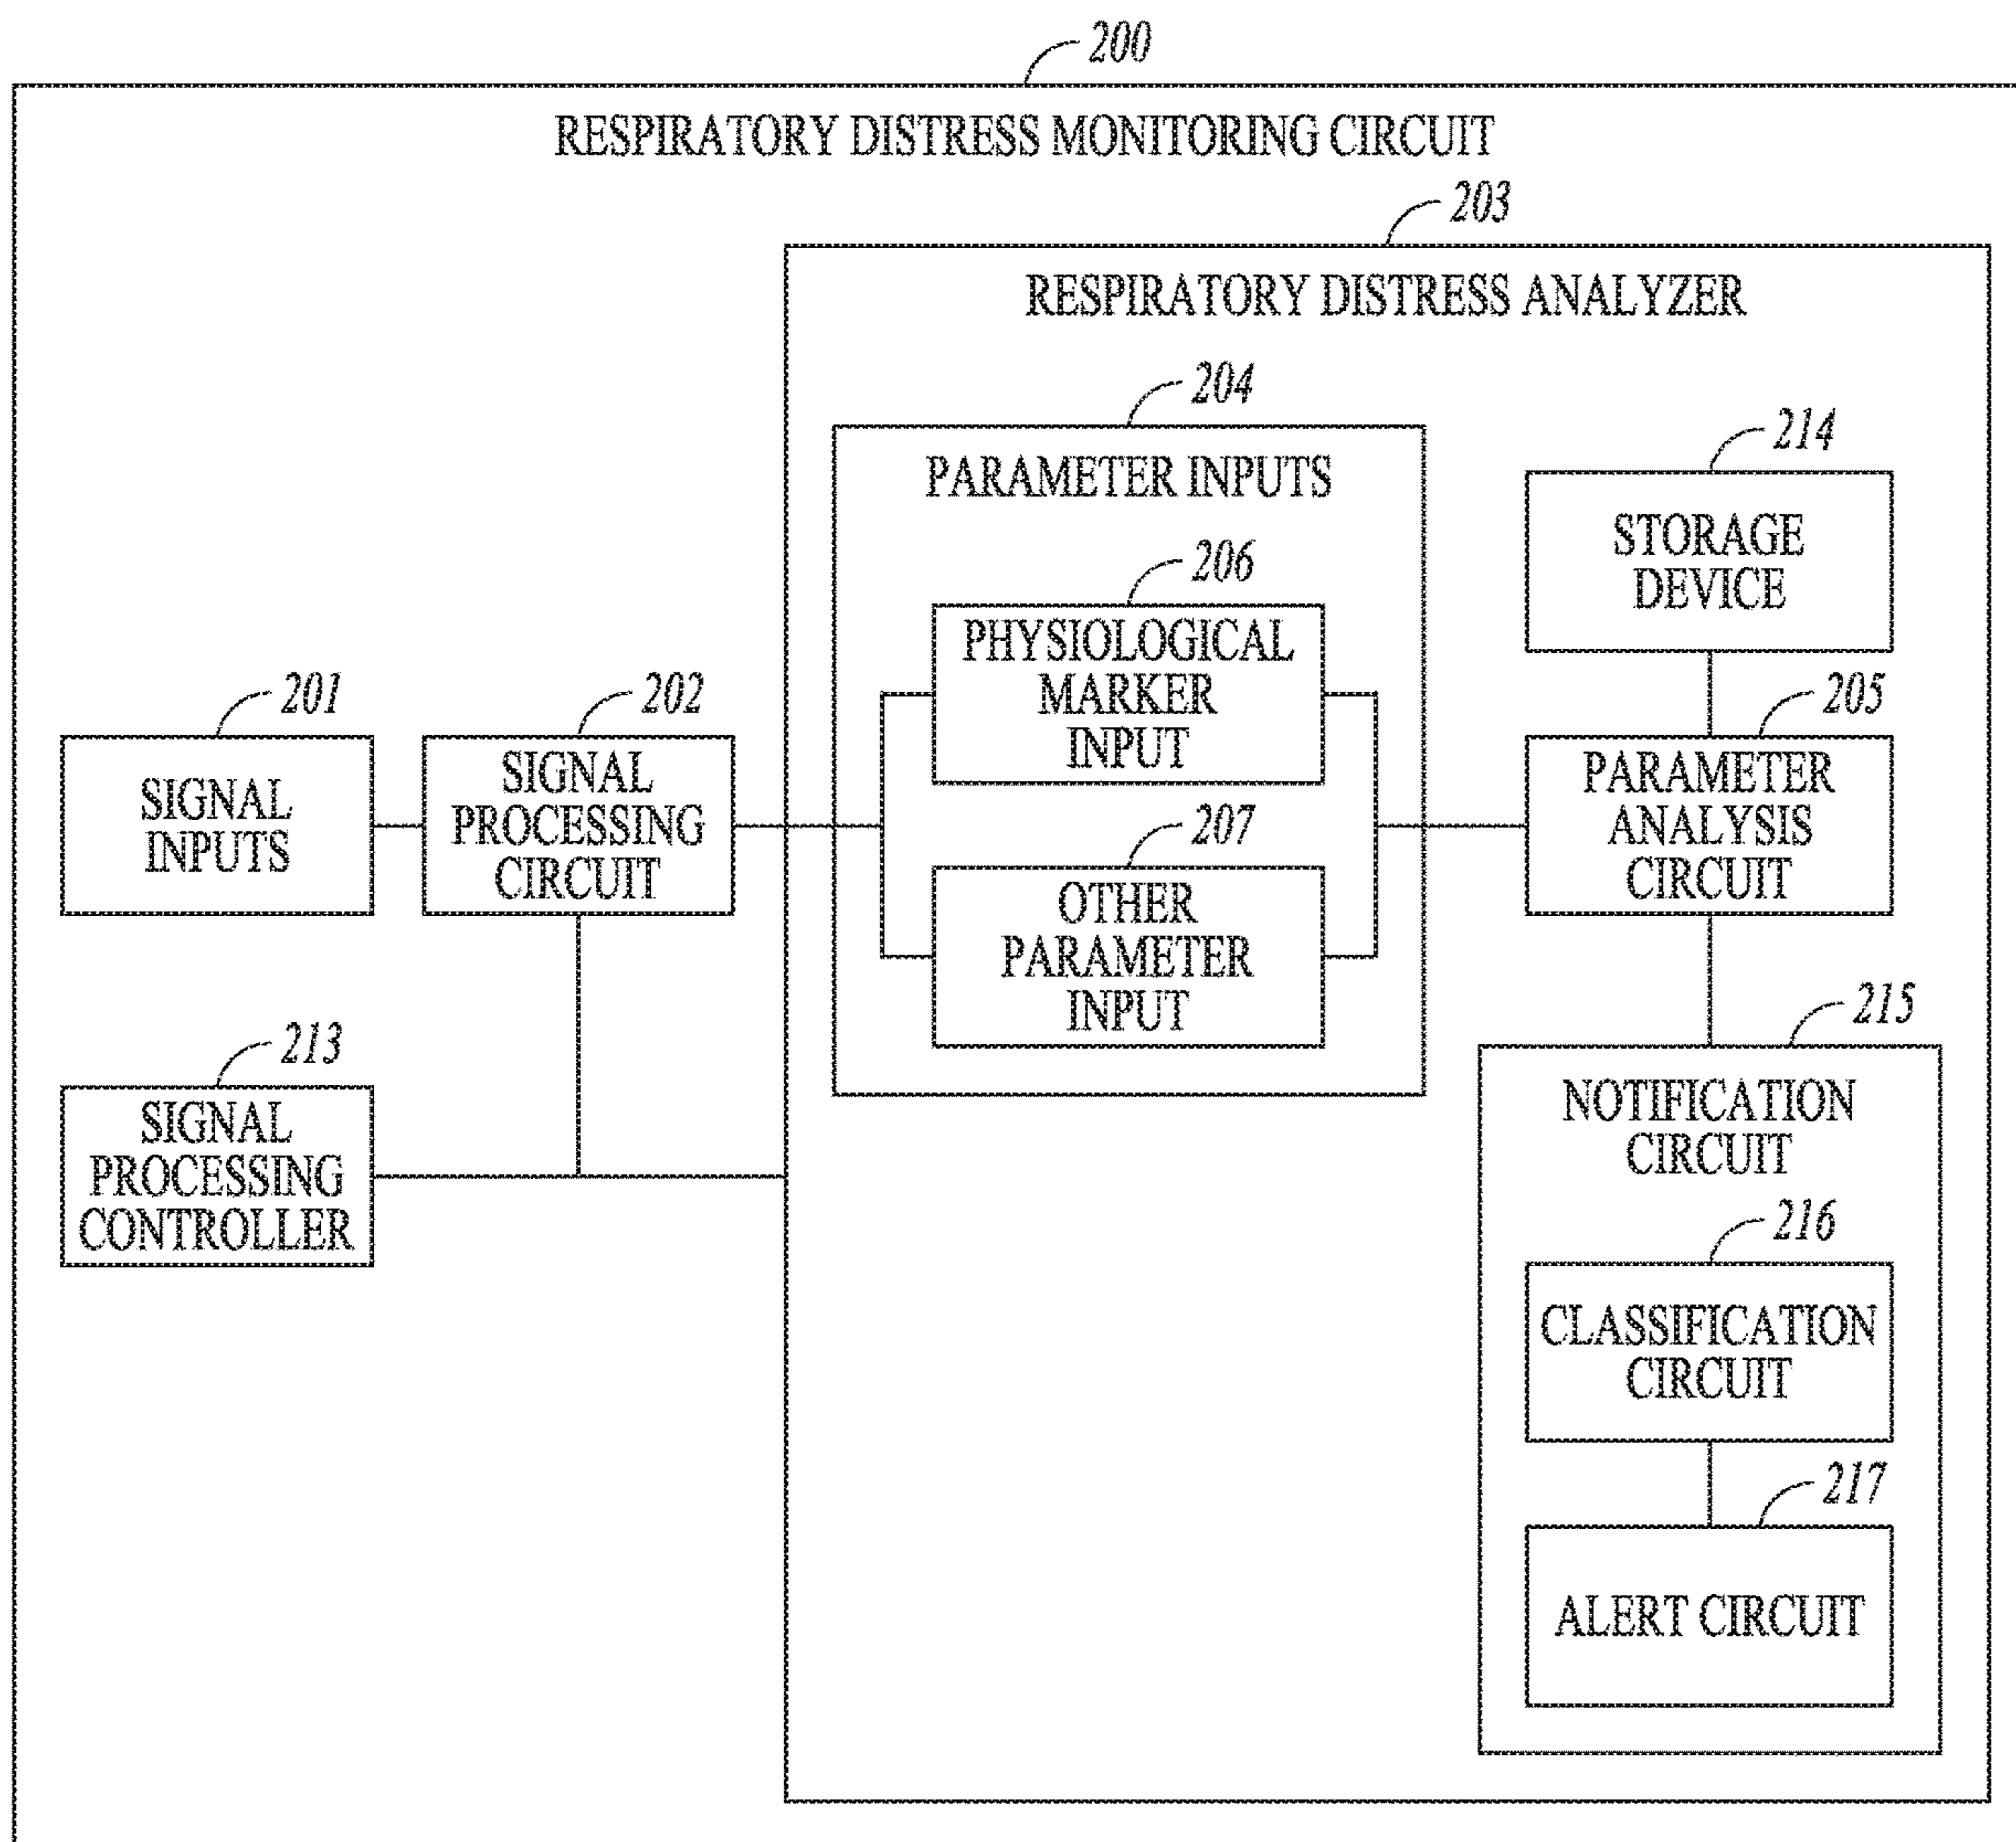 200
RESPIRATORY DISTRESS MONITORING CIRCUIT
203
RESPIRATORY DISTRESS ANALYZER
204
PARAMETER INPUTS
214
STORAGE
DEVICE
206
PHYSIOLOGICAL
MARKER
INPUT
201
SIGNAL
INPUTS
202
SIGNAL
PROCESSING
CIRCUIT
205
PARAMETER
ANALYSIS
CIRCUIT
207
OTHER
PARAMETER
INPUT
213
SIGNAL
PROCESSING
CONTROLLER
215
NOTIFICATION
CIRCUIT
216
CLASSIFICATION
CIRCUIT
217
ALERT CIRCUIT